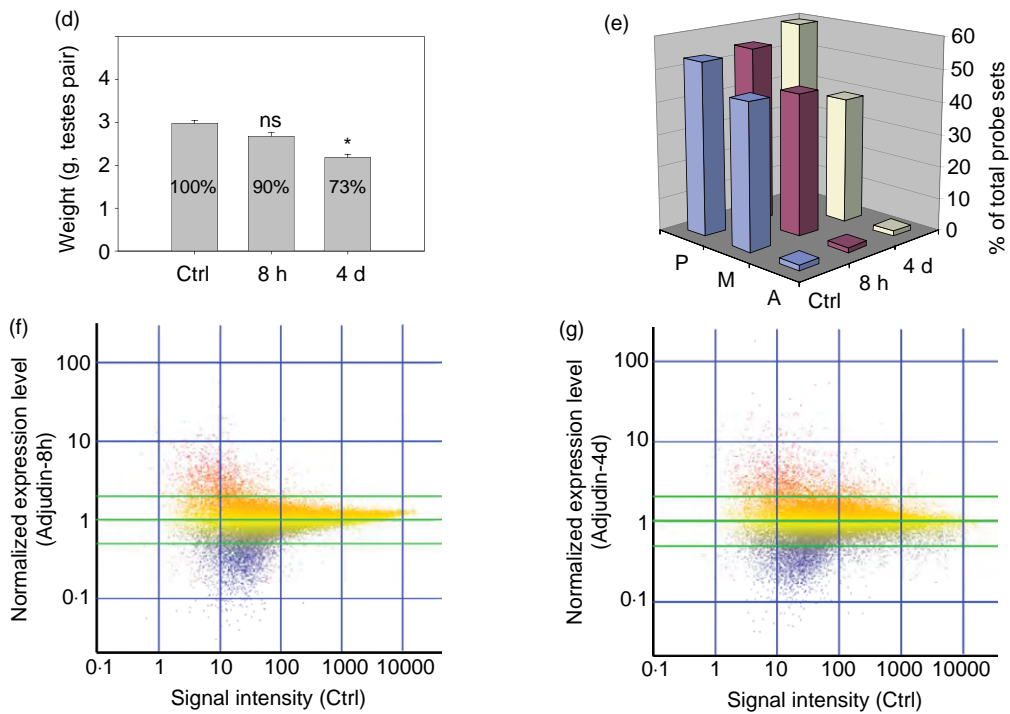 (d)
Weight (g, testes pair)
4
3
2
1
0
ns
*
100%
90%
73%
Ctrl
8 h
4 d
(e)
60
50
40
30
20
10
0
% of total probe sets
P
M
A
Ctrl
8 h
4 d
(f)
Normalized expression level
(Adjudin-8h)
100
10
1
0.1
0·1
1
10
100
1000
10000
Signal intensity (Ctrl)
(g)
Normalized expression level
(Adjudin-4d)
100
10
1
0.1
0·1
1
10
100
1000
10000
Signal intensity (Ctrl)